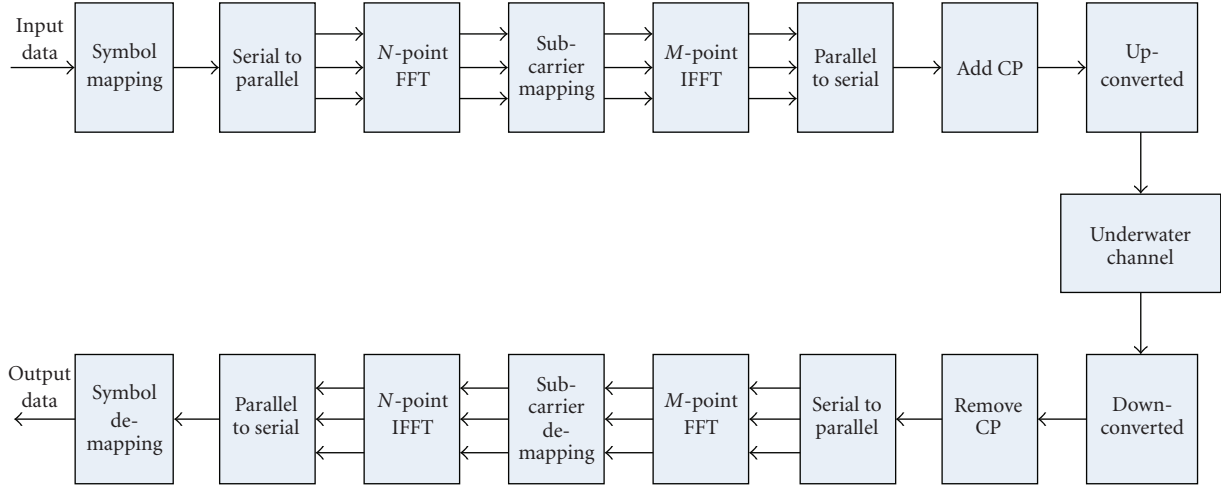 Input
data
Symbol
mapping
Serial to
parallel
N-point
FFT
Sub-
carrier
mapping
M-point
IFFT
Parallel
to serial
Add CP
Up-
converted
Underwater
channel
Output
data
Symbol
de-
mapping
Parallel
to serial
N-point
IFFT
Sub-
carrier
de-
mapping
M-point
FFT
Serial to
parallel
Remove
CP
Down-
converted